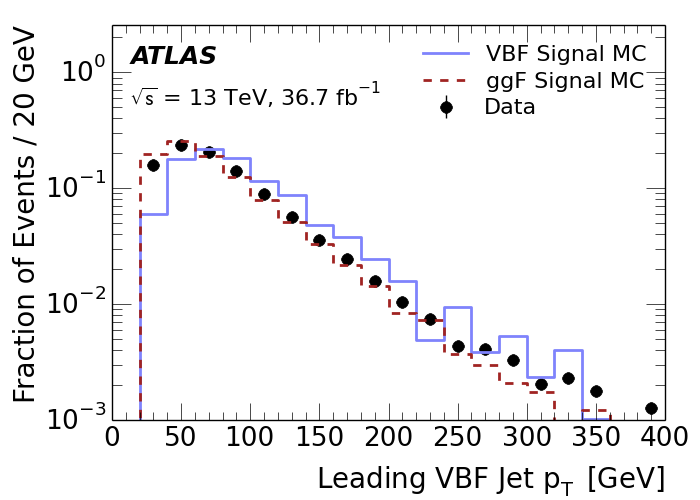 ATLAS
√s = 13 TeV, 36.7 fb⁻¹
VBF Signal MC
ggF Signal MC
Data
Fraction of Events / 20 GeV
10⁰
10⁻¹
10⁻²
10⁻³
0 50 100 150 200 250 300 350 400
Leading VBF Jet p_T [GeV]